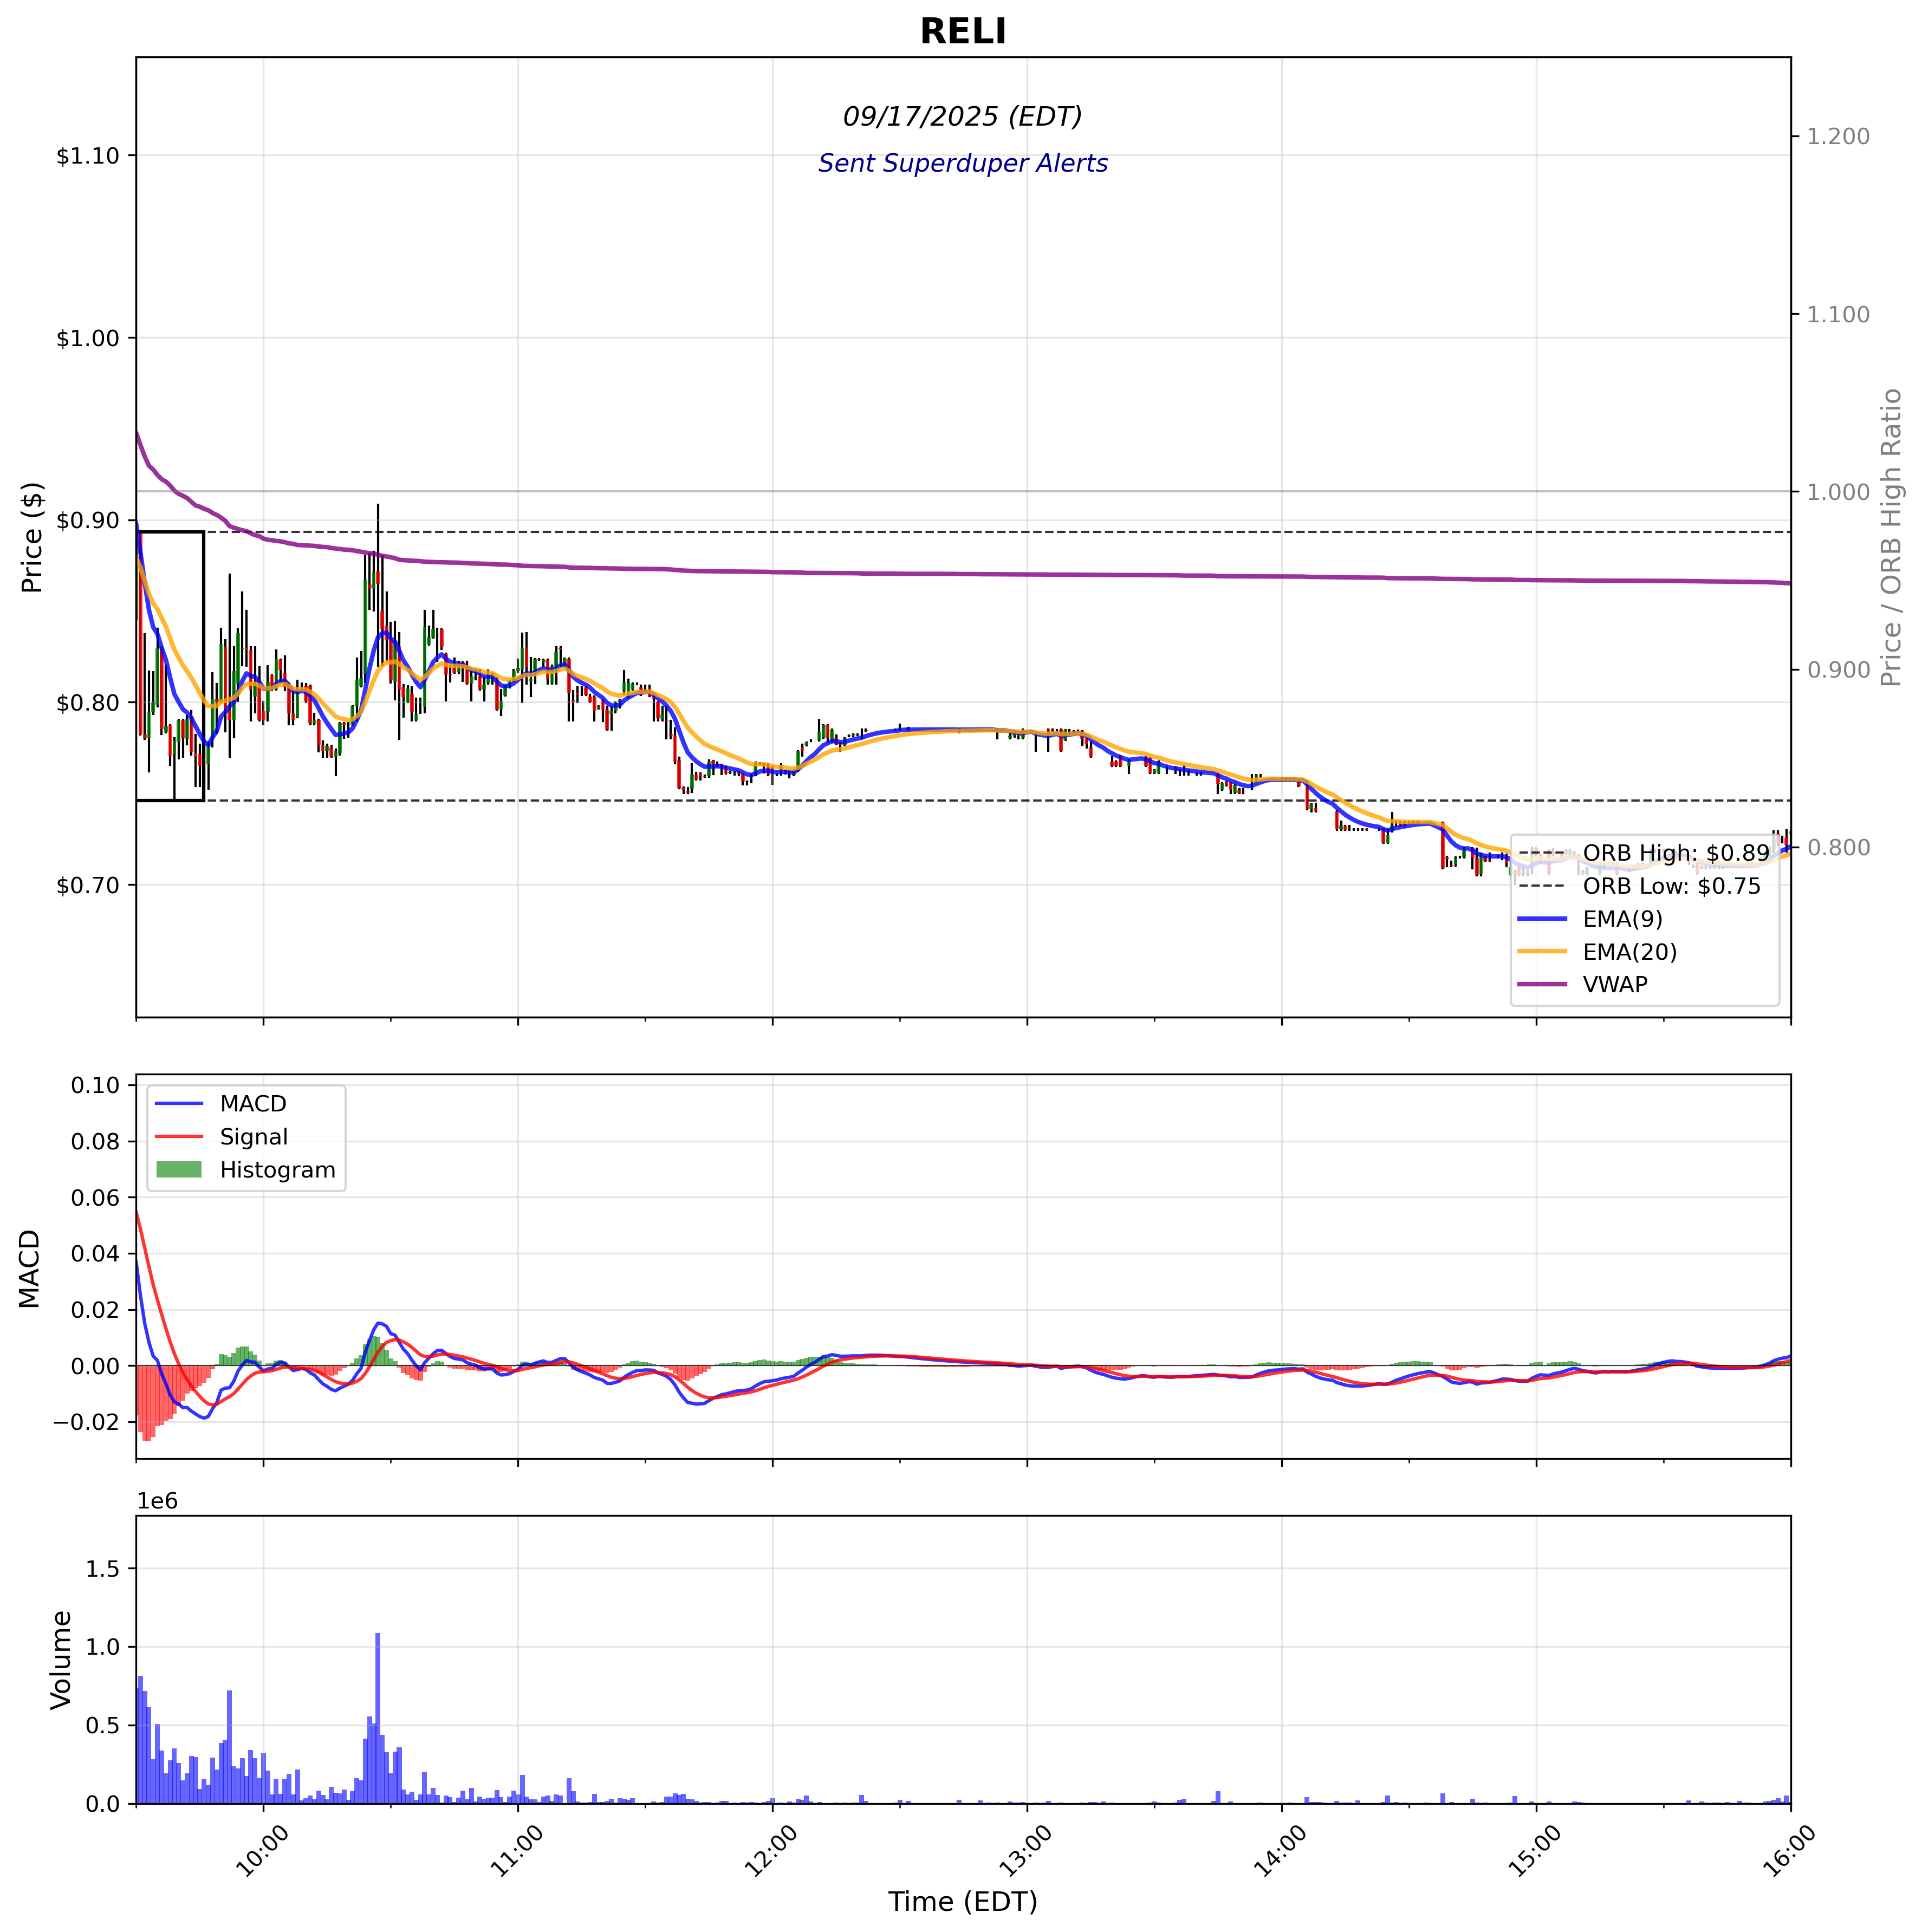 RELI
09/17/2025 (EDT)
Sent Superduper Alerts
Price ($)
$1.10
$1.00
$0.90
$0.80
$0.70
1.200
1.100
1.000
0.900
0.800
Price / ORB High Ratio
ORB High: $0.89
ORB Low: $0.75
EMA(9)
EMA(20)
VWAP
MACD
0.10
0.08
0.06
0.04
0.02
0.00
−0.02
MACD
Signal
Histogram
1e6
Volume
1.5
1.0
0.5
0.0
10:00
11:00
12:00
13:00
14:00
15:00
16:00
Time (EDT)